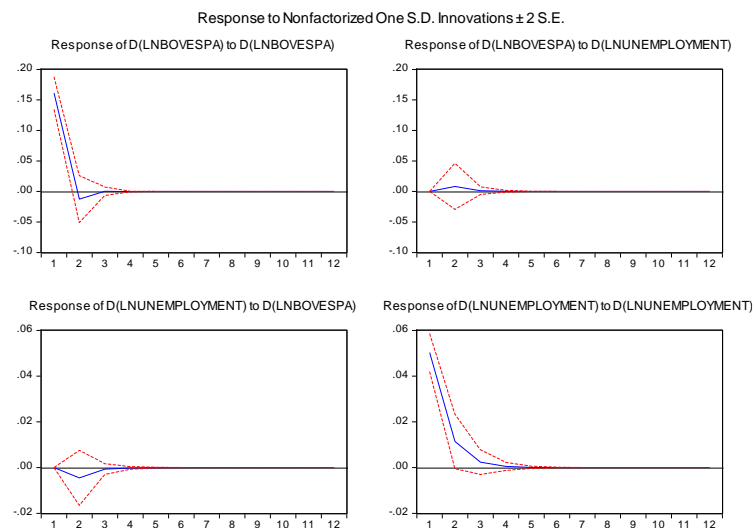 Response to Nonfactorized One S.D. Innovations ± 2 S.E.
Response of D(LNBOVESPA) to D(LNBOVESPA)
.20
.15
.10
.05
.00
-.05
-.10
1 2 3 4 5 6 7 8 9 10 11 12
Response of D(LNBOVESPA) to D(LNUNEMPLOYMENT)
.20
.15
.10
.05
.00
-.05
-.10
1 2 3 4 5 6 7 8 9 10 11 12
Response of D(LNUNEMPLOYMENT) to D(LNBOVESPA)
.06
.04
.02
.00
-.02
1 2 3 4 5 6 7 8 9 10 11 12
Response of D(LNUNEMPLOYMENT) to D(LNUNEMPLOYMENT)
.06
.04
.02
.00
-.02
1 2 3 4 5 6 7 8 9 10 11 12